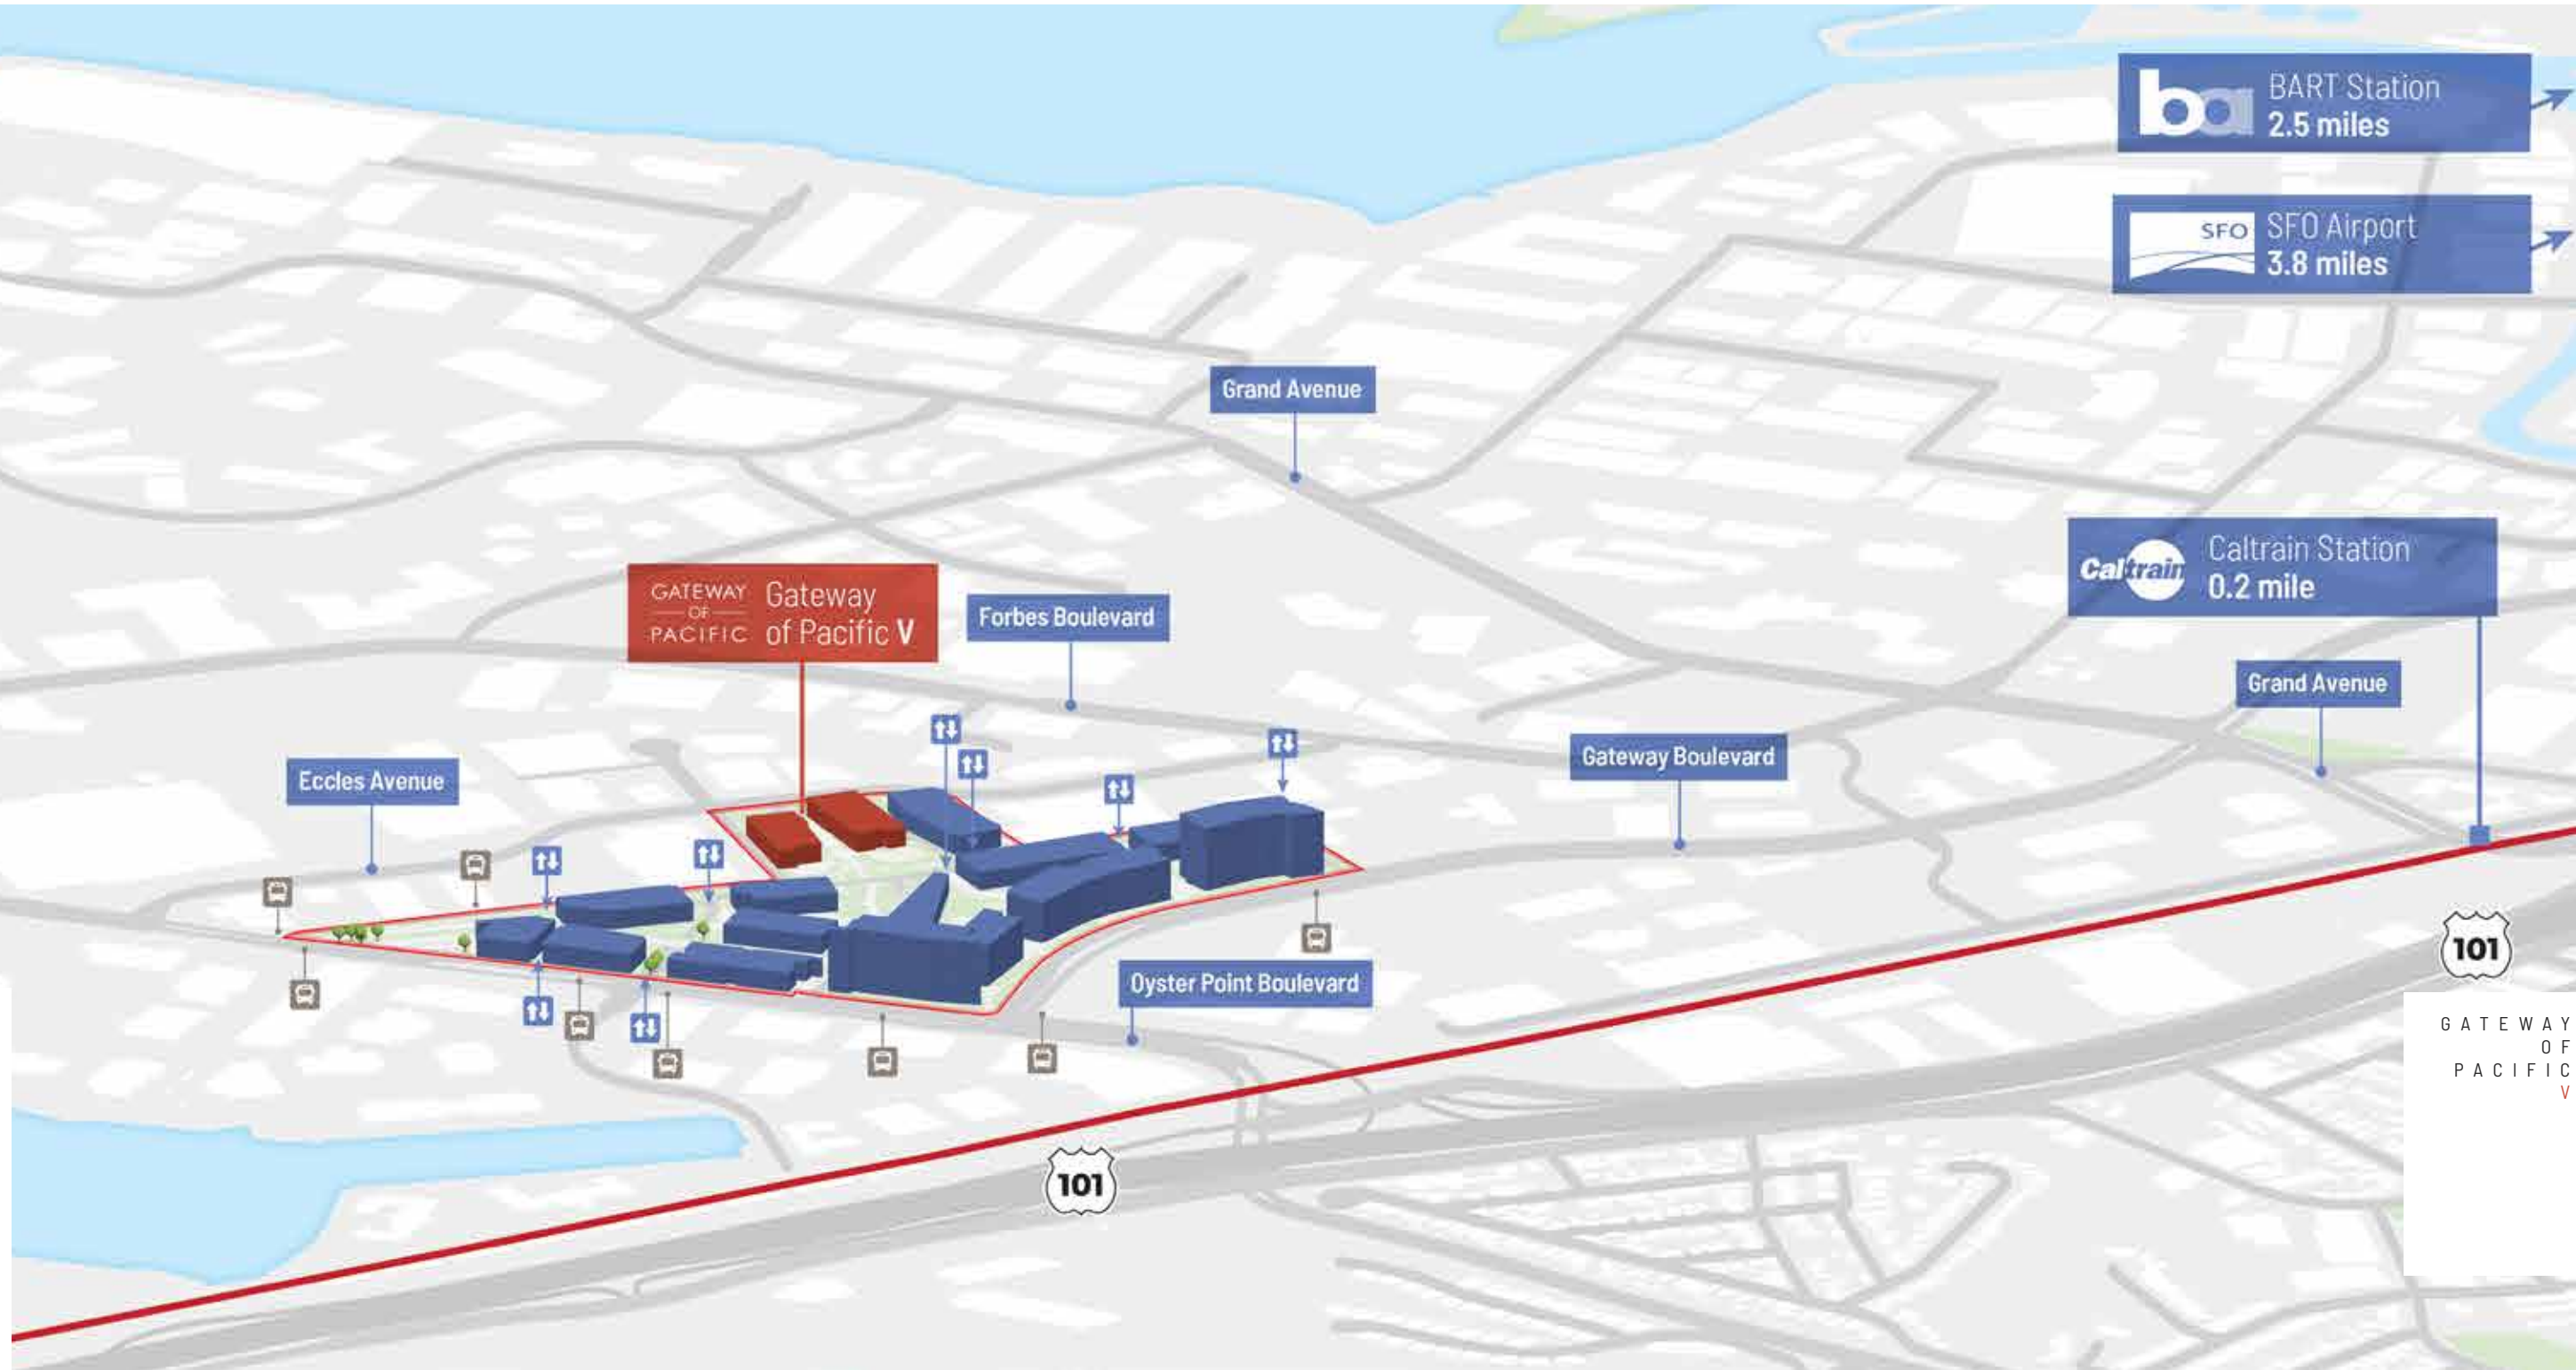 BART Station
2.5 miles
SFO
SFO Airport
3.8 miles
Grand Avenue
Caltrain
Caltrain Station
0.2 mile
GATEWAY
OF
PACIFIC
Gateway
of Pacific V
Forbes Boulevard
Grand Avenue
Gateway Boulevard
Eccles Avenue
101
Oyster Point Boulevard
GATEWAY
OF
PACIFIC
V
101